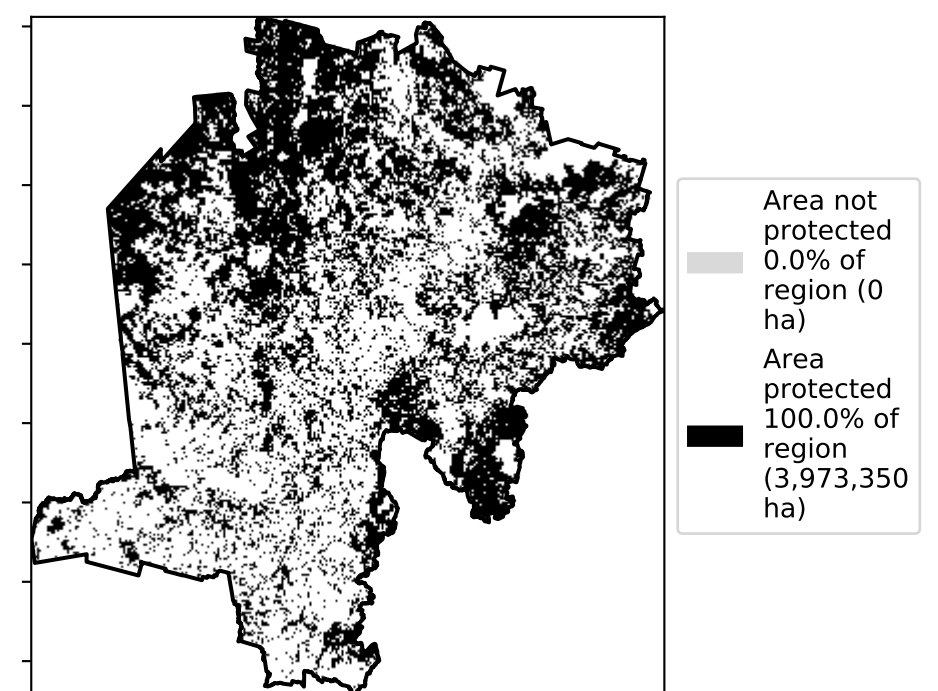 Area not
protected
0.0% of
region (0
ha)
Area
protected
100.0% of
region
(3,973,350
ha)